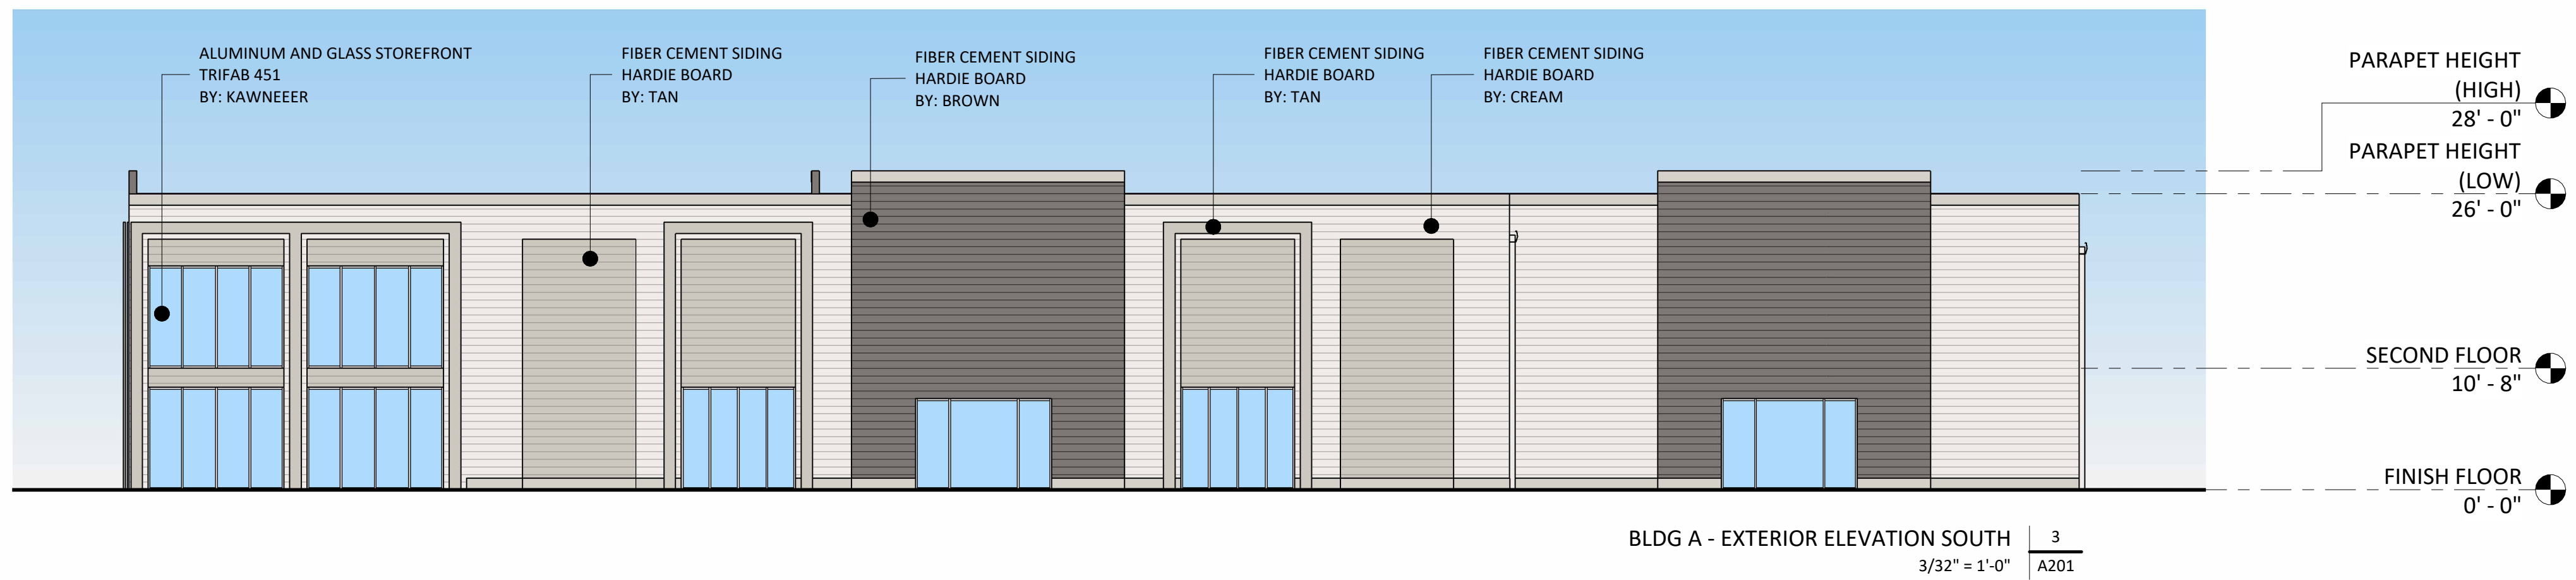 ALUMINUM AND GLASS STOREFRONT
TRIFAB 451
BY: KAWNEEER
FIBER CEMENT SIDING
HARDIE BOARD
BY: TAN
FIBER CEMENT SIDING
HARDIE BOARD
BY: BROWN
FIBER CEMENT SIDING
HARDIE BOARD
BY: TAN
FIBER CEMENT SIDING
HARDIE BOARD
BY: CREAM
PARAPET HEIGHT
(HIGH)
28' - 0"
PARAPET HEIGHT
(LOW)
26' - 0"
SECOND FLOOR
10' - 8"
FINISH FLOOR
0' - 0"
BLDG A - EXTERIOR ELEVATION SOUTH
3/32" = 1'-0"
3
A201